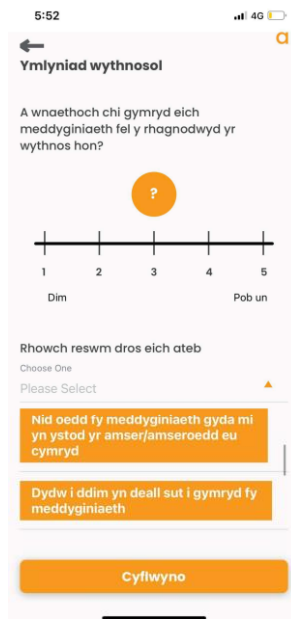 5:52
4G
a
Ymlyniad wythnosol
A wnaethoch chi gymryd eich
meddyginiaeth fel y rhagnodwyd yr
wythnos hon?
?
1 2 3 4 5
Dim Pob un
Rhowch reswm dros eich ateb
Choose One
Please Select
Nid oedd fy meddyginiaeth gyda mi
yn ystod yr amser/amseroedd eu
cymryd
Dydw i ddim yn deall sut i gymryd fy
meddyginiaeth
Cyflwyno